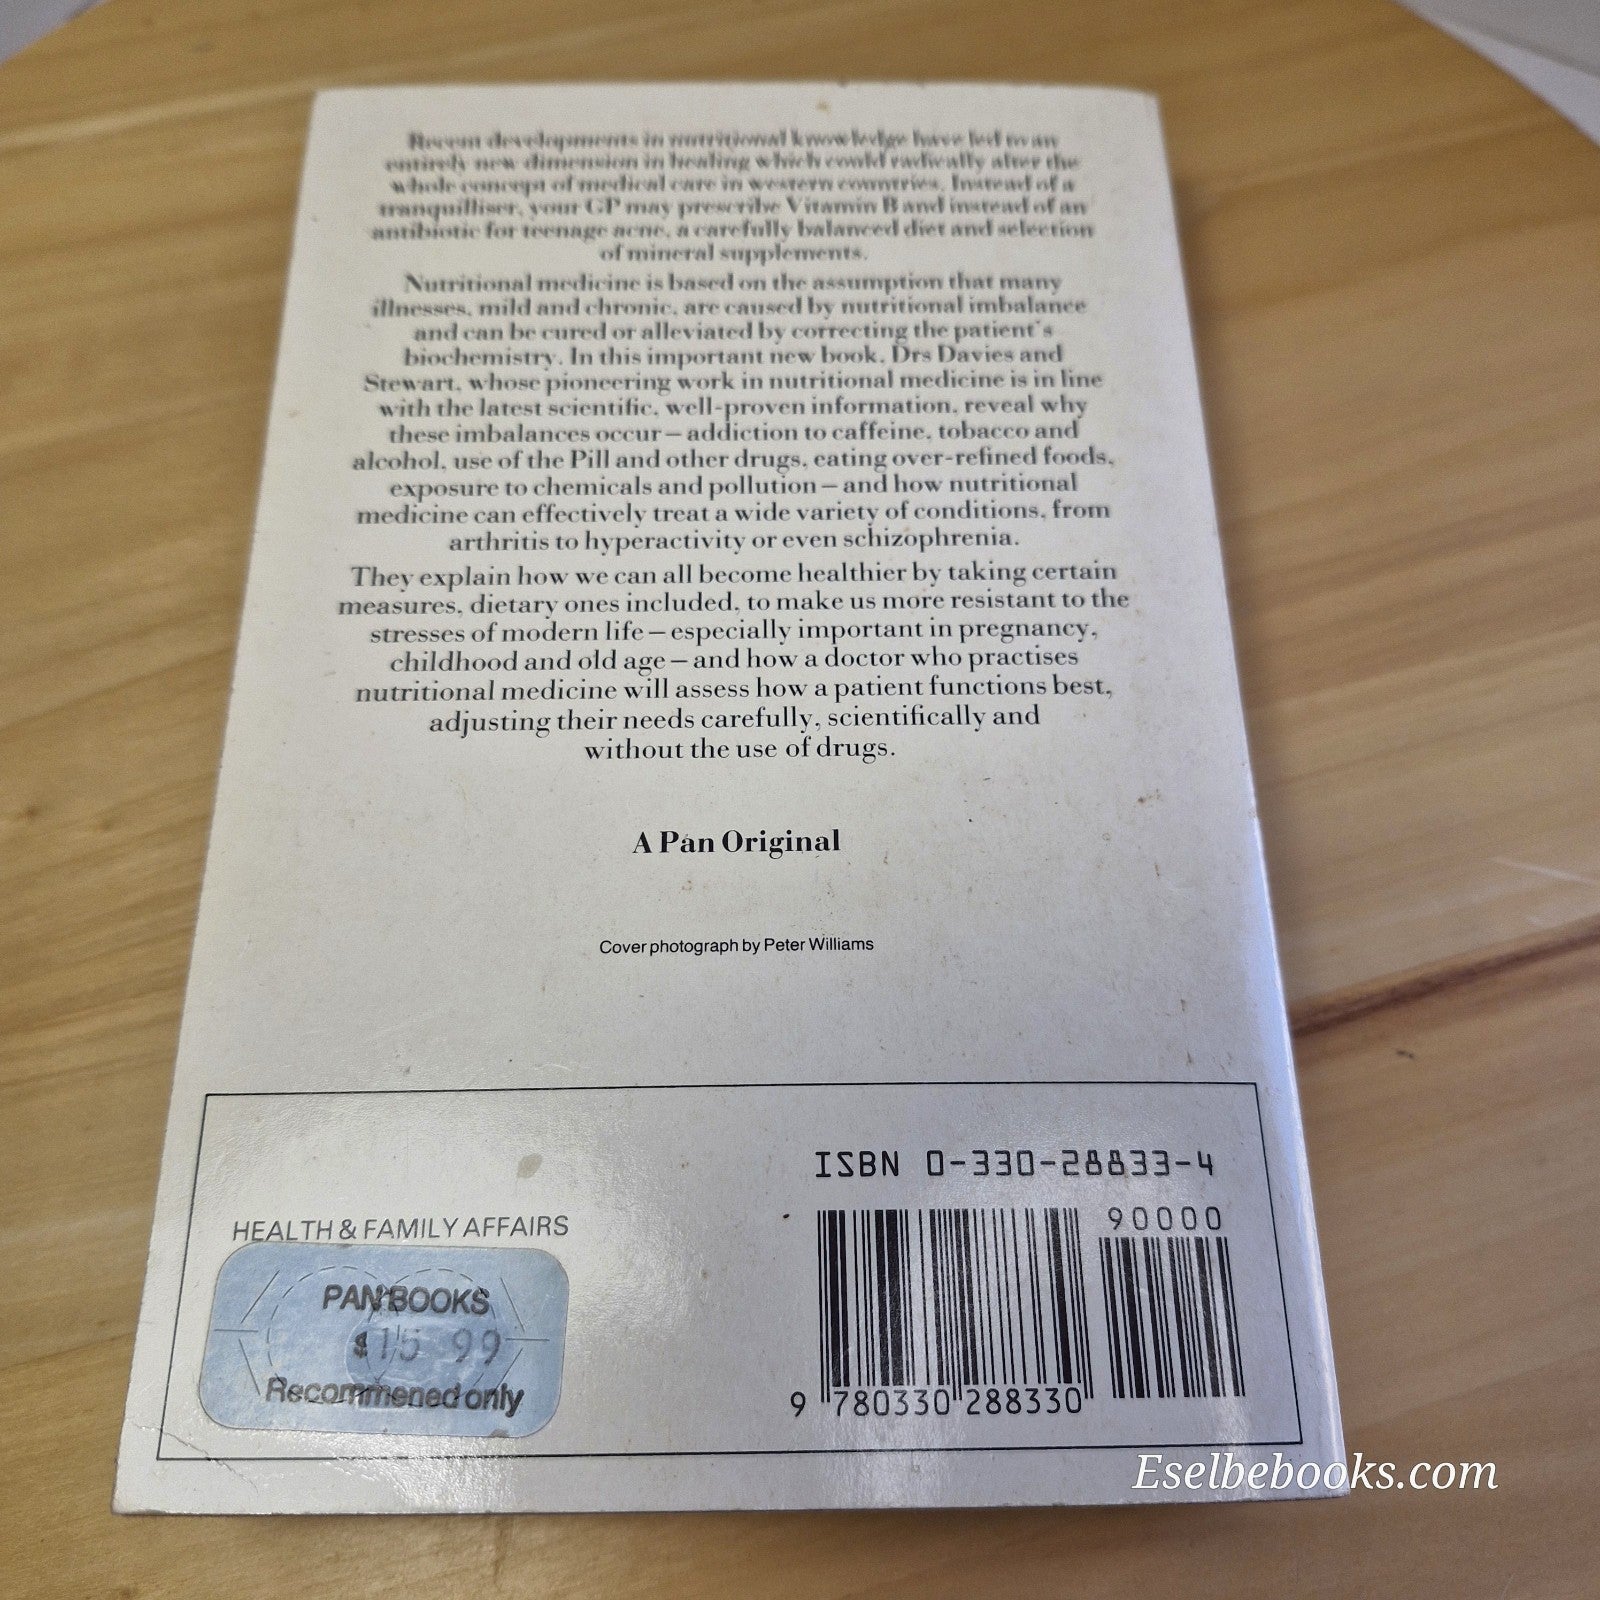 Recent developments in nutritional knowledge have led to an
entirely new dimension in healing which could radically alter the
whole concept of medical care in western countries. Instead of a
tranquilliser, your GP may prescribe Vitamin B and instead of an
antibiotic for teenage acne, a carefully balanced diet and selection
of mineral supplements.
Nutritional medicine is based on the assumption that many
illnesses, mild and chronic, are caused by nutritional imbalance
and can be cured or alleviated by correcting the patient's
biochemistry. In this important new book, Drs Davies and
Stewart, whose pioneering work in nutritional medicine is in line
with the latest scientific, well-proven information, reveal why
these imbalances occur – addiction to caffeine, tobacco and
alcohol, use of the Pill and other drugs, eating over-refined foods,
exposure to chemicals and pollution – and how nutritional
medicine can effectively treat a wide variety of conditions, from
arthritis to hyperactivity or even schizophrenia.
They explain how we can all become healthier by taking certain
measures, dietary ones included, to make us more resistant to the
stresses of modern life – especially important in pregnancy,
childhood and old age – and how a doctor who practises
nutritional medicine will assess how a patient functions best,
adjusting their needs carefully, scientifically and
without the use of drugs.
A Pan Original
Cover photograph by Peter Williams
ISBN 0-330-28833-4
90000
9 780330 288330
HEALTH & FAMILY AFFAIRS
PAN BOOKS
$15 99
Recommened only
Eselbebooks.com